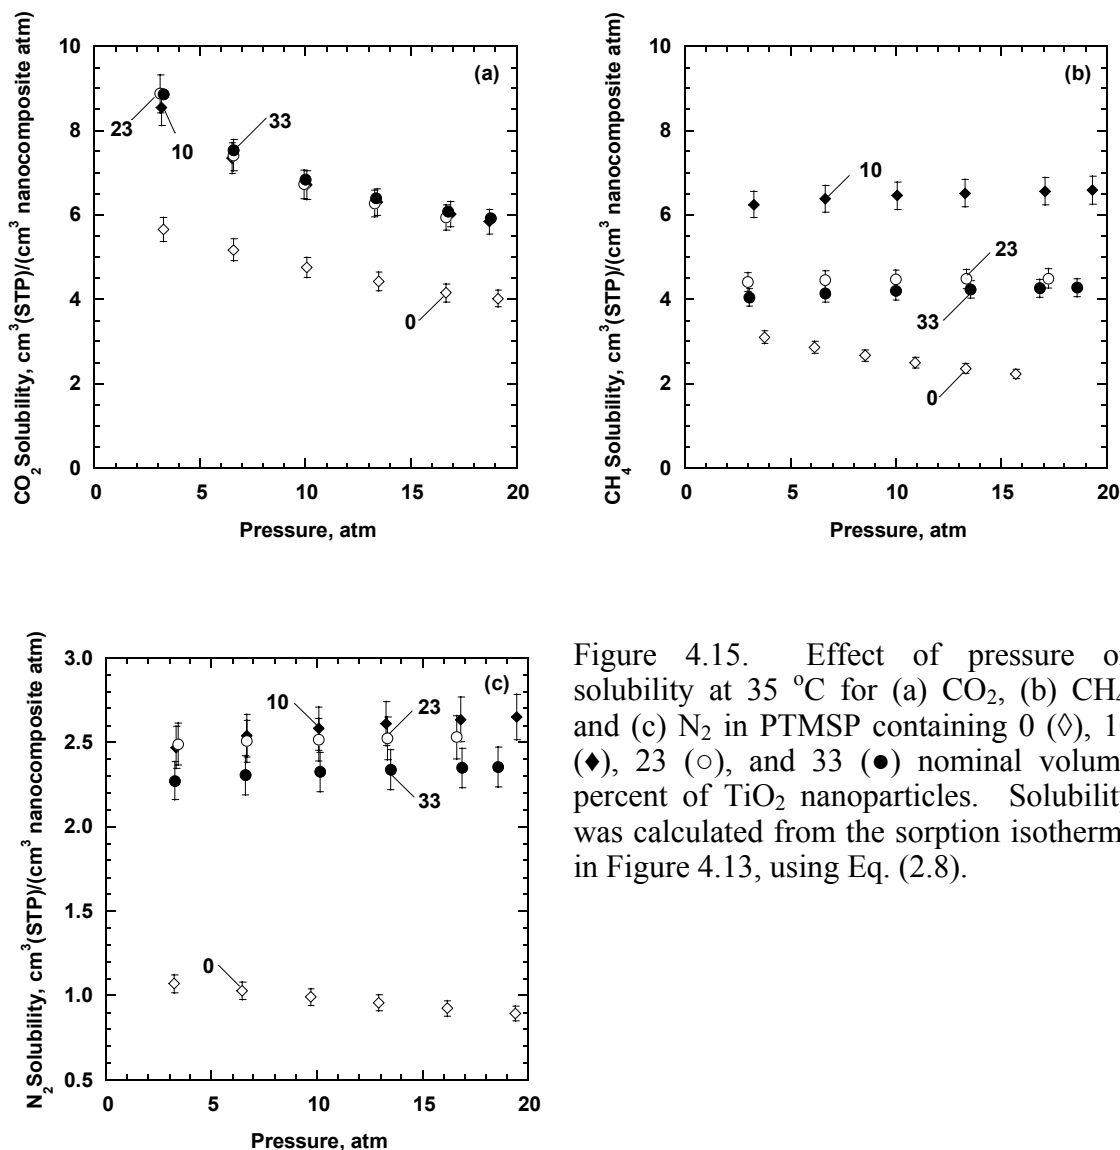 10
8
6
4
2
0
CO2 Solubility, cm3(STP)/(cm3 nanocomposite atm)
(a)
23
10
33
0
0 5 10 15 20
Pressure, atm
10
8
6
4
2
0
CH4 Solubility, cm3(STP)/(cm3 nanocomposite atm)
(b)
10
23
33
0
0 5 10 15 20
Pressure, atm
3.0
2.5
2.0
1.5
1.0
0.5
N2 Solubility, cm3(STP)/(cm3 nanocomposite atm)
(c)
10
23
33
0
0 5 10 15 20
Pressure, atm
Figure 4.15. Effect of pressure
solubility at 35 °C for (a) CO2, (b)
and (c) N2 in PTMSP containing 0 (◊),
(♦), 23 (○), and 33 (●) nominal
percent of TiO2 nanoparticles. Solubility
was calculated from the sorption
in Figure 4.13, using Eq. (2.8).